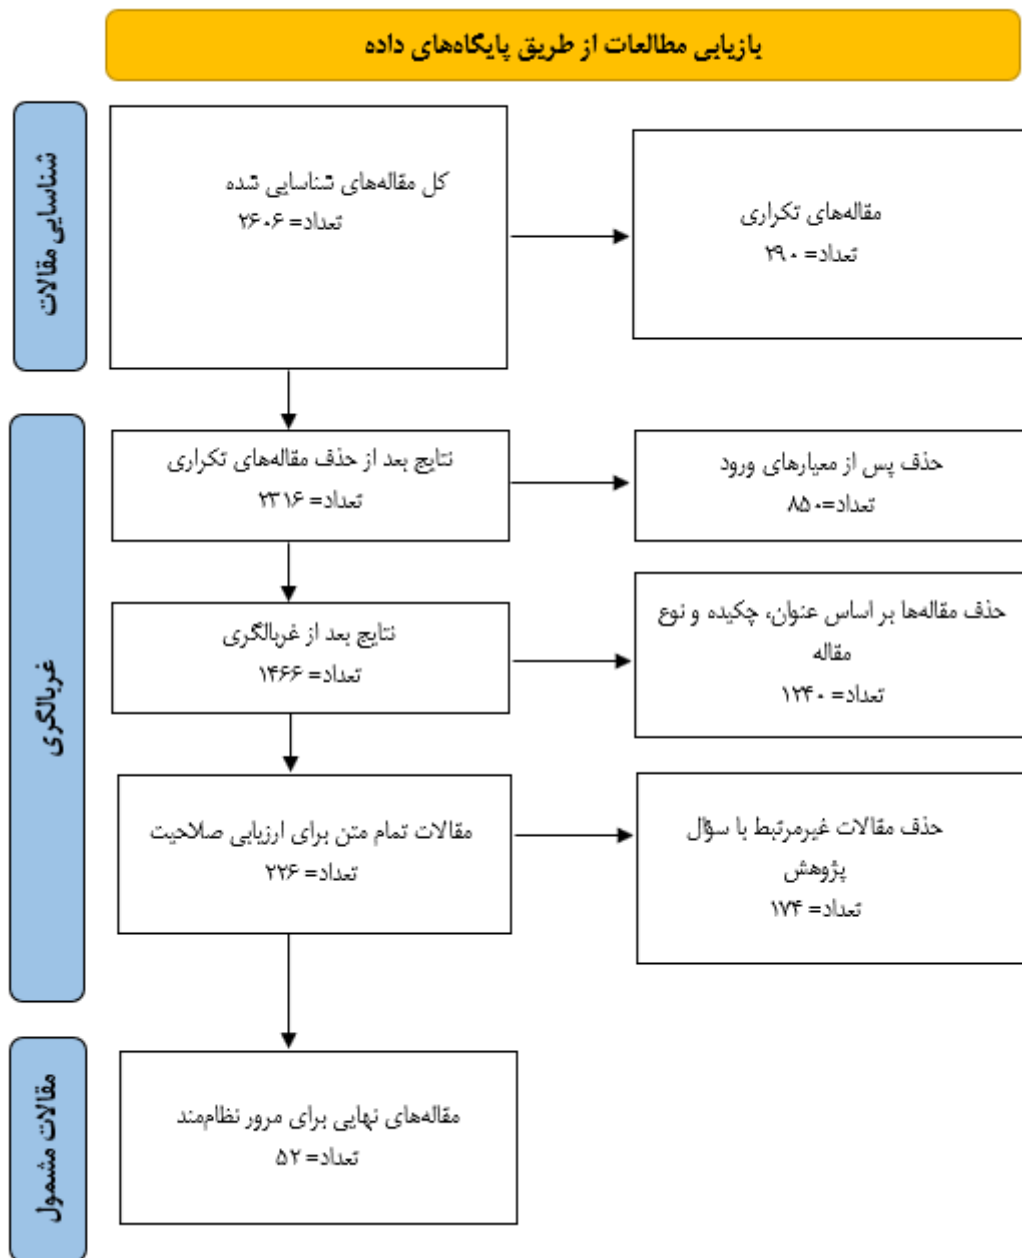 بازیابی مطالعات از طریق پایگاه‌های داده
شناسایی مقالات
کل مقاله‌های شناسایی شده
تعداد= ۲۶۰۶
مقاله‌های تکراری
تعداد= ۲۹۰
غربالگری
نتایج بعد از حذف مقاله‌های تکراری
تعداد= ۲۳۱۶
حذف پس از معیارهای ورود
تعداد=۸۵۰
نتایج بعد از غربالگری
تعداد= ۱۴۶۶
حذف مقاله‌ها بر اساس عنوان، چکیده و نوع
مقاله
تعداد= ۱۲۴۰
مقالات تمام متن برای ارزیابی صلاحیت
تعداد= ۲۲۶
حذف مقالات غیرمرتبط با سؤال
پژوهش
تعداد= ۱۷۴
مقالات مشمول
مقاله‌های نهایی برای مرور نظام‌مند
تعداد= ۵۲